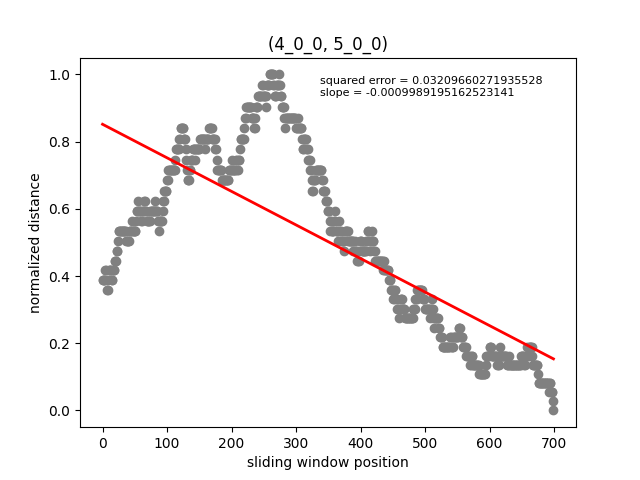 (4_0_0, 5_0_0)
squared error = 0.03209660271935528
slope = -0.0009989195162523141
normalized distance
1.0
0.8
0.6
0.4
0.2
0.0
0 100 200 300 400 500 600 700
sliding window position